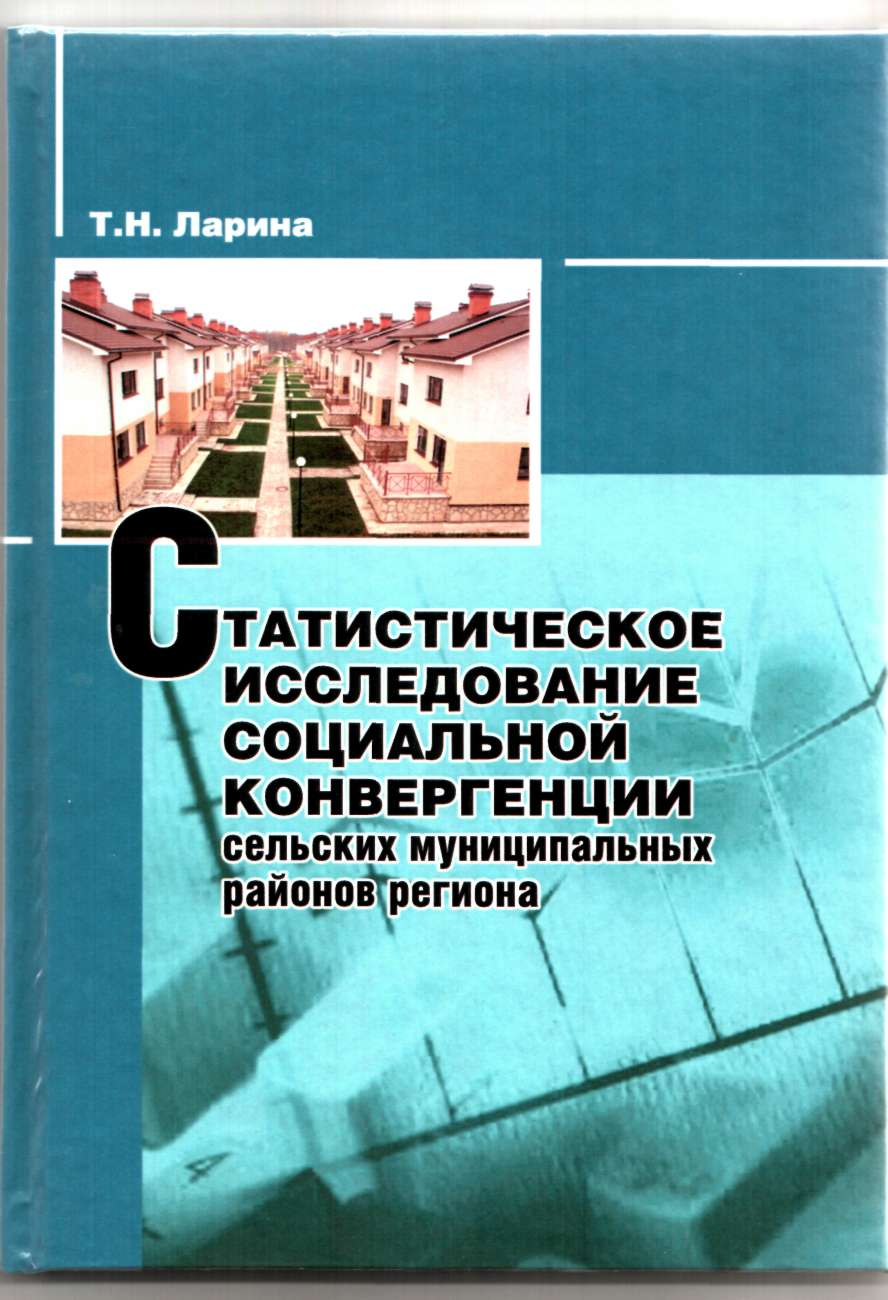 Т.Н. Ларина
СТАТИСТИЧЕСКОЕ
ИССЛЕДОВАНИЕ
СОЦИАЛЬНОЙ
КОНВЕРГЕНЦИИ
сельских муниципальных
районов региона